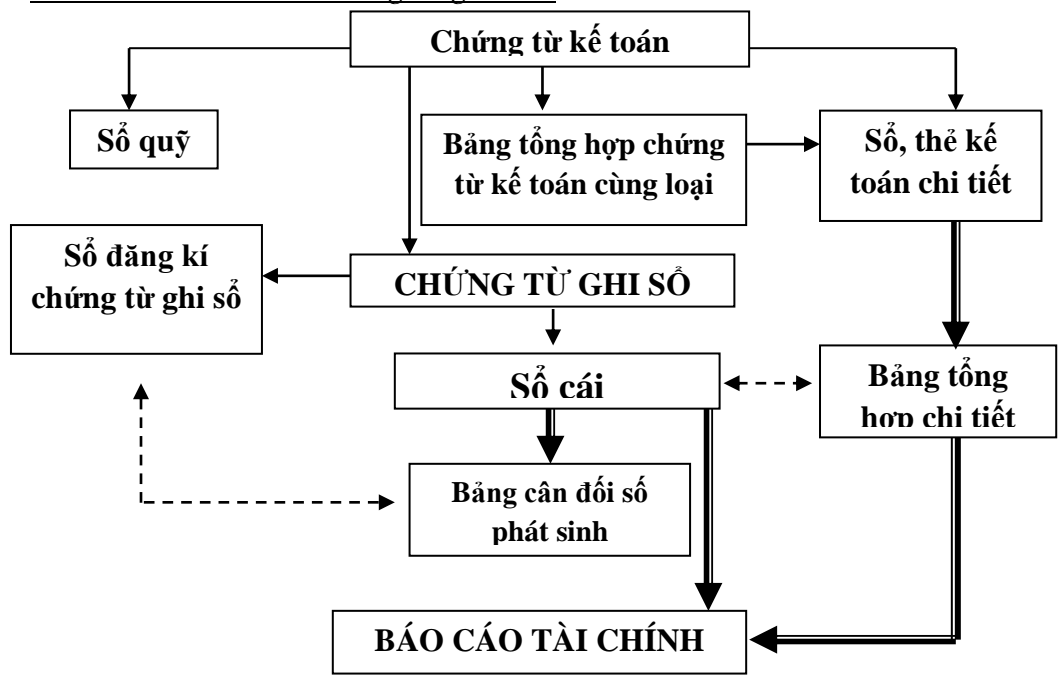 Chứng từ kế toán
Sổ quỹ
Bảng tổng hợp chứng
từ kế toán cùng loại
Sổ, thẻ kế
toán chi tiết
Sổ đăng kí
chứng từ ghi sổ
CHỨNG TỪ GHI SỔ
Sổ cái
Bảng tổng
hợp chi tiết
Bảng cân đối số
phát sinh
BÁO CÁO TÀI CHÍNH